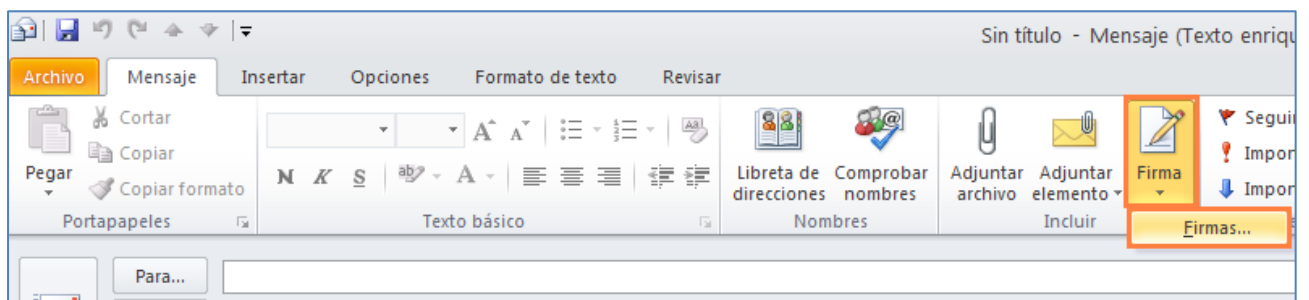 Sin título - Mensaje (Texto enriqu
Archivo Mensaje Insertar Opciones Formato de texto Revisar
Pegar
Cortar
Copiar
Copiar formato
Portapapeles
N K S
Texto básico
Libreta de direcciones
Comprobar nombres
Nombres
Adjuntar archivo
Adjuntar elemento
Firma
Incluir
Seguir
Impor
Impor
Firmas...
Para...